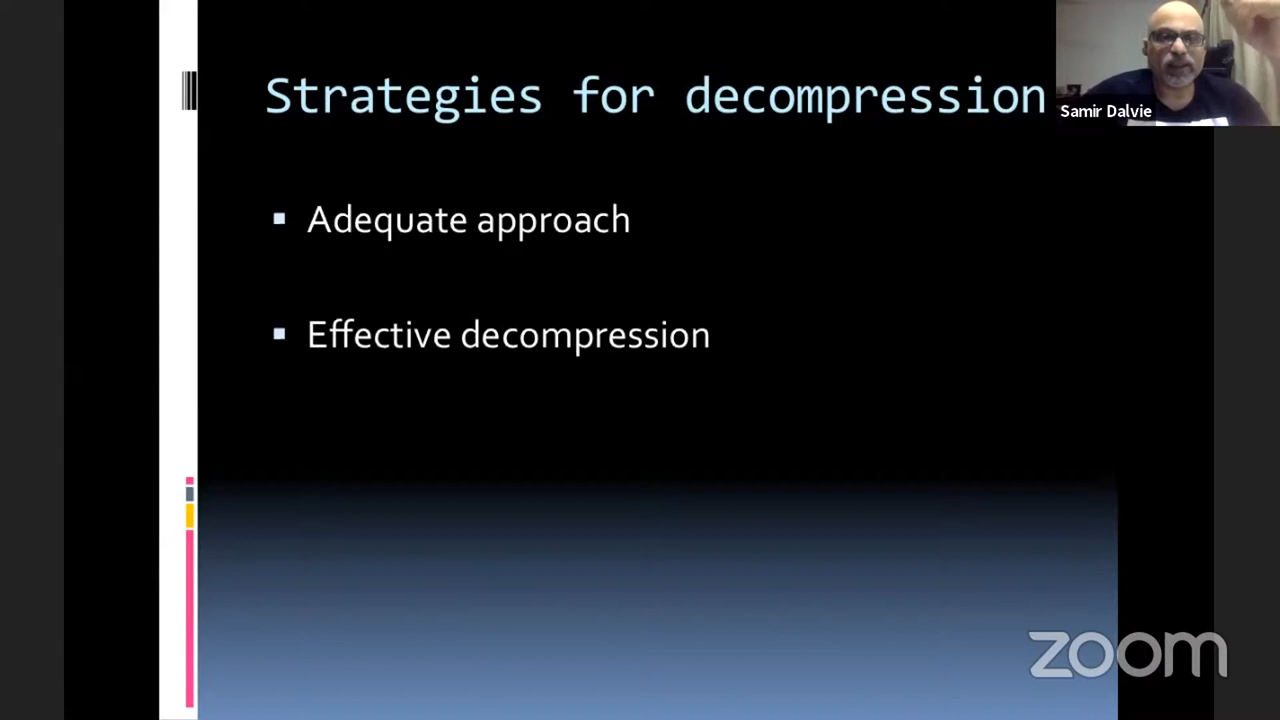 Strategies for decompression
Samir Dalvie
▪ Adequate approach
▪ Effective decompression
zoom